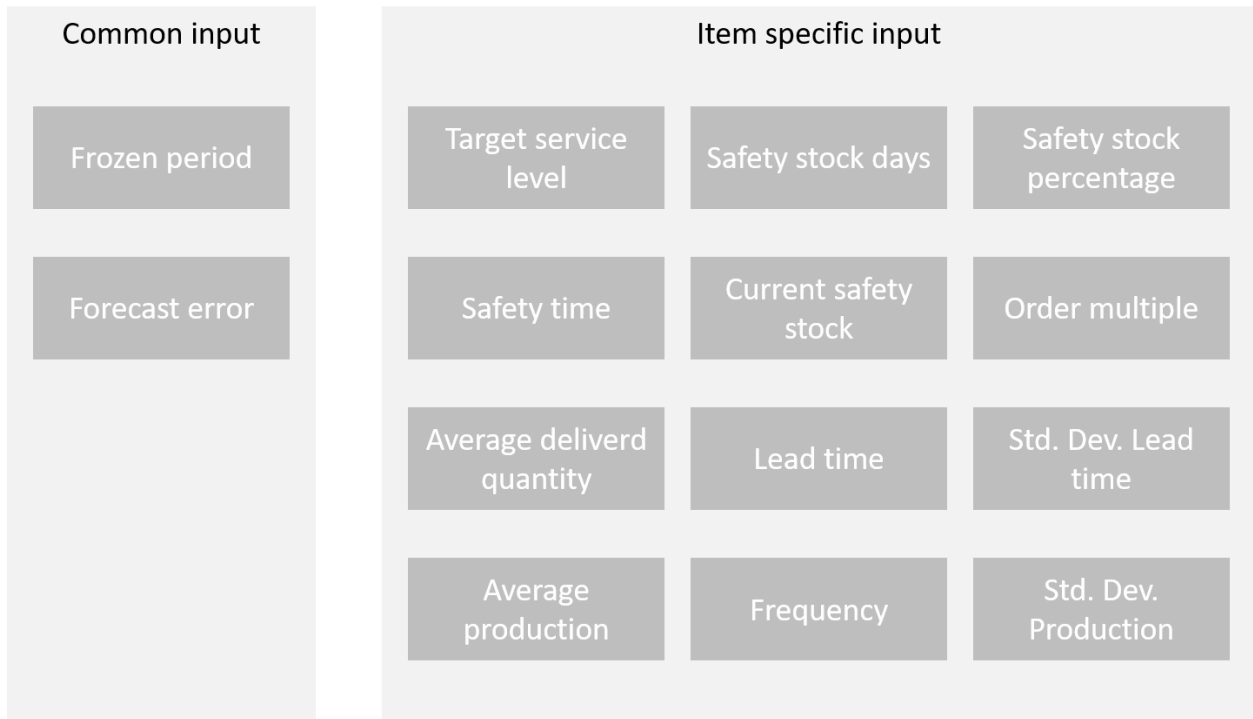 Common input
Frozen period
Forecast error
Item specific input
Target service
level
Safety stock days
Safety stock
percentage
Safety time
Current safety
stock
Order multiple
Average deliverd
quantity
Lead time
Std. Dev. Lead
time
Average
production
Frequency
Std. Dev.
Production